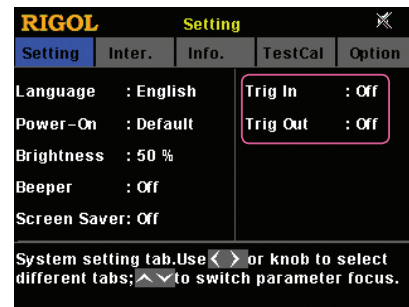 RIGOL Setting
Setting Inter. Info. TestCal Option
Language : English Trig In : Off
Power-On : Default Trig Out : Off
Brightness : 50 %
Beeper : Off
Screen Saver: Off
System setting tab.Use < > or knob to select
different tabs; to switch parameter focus.